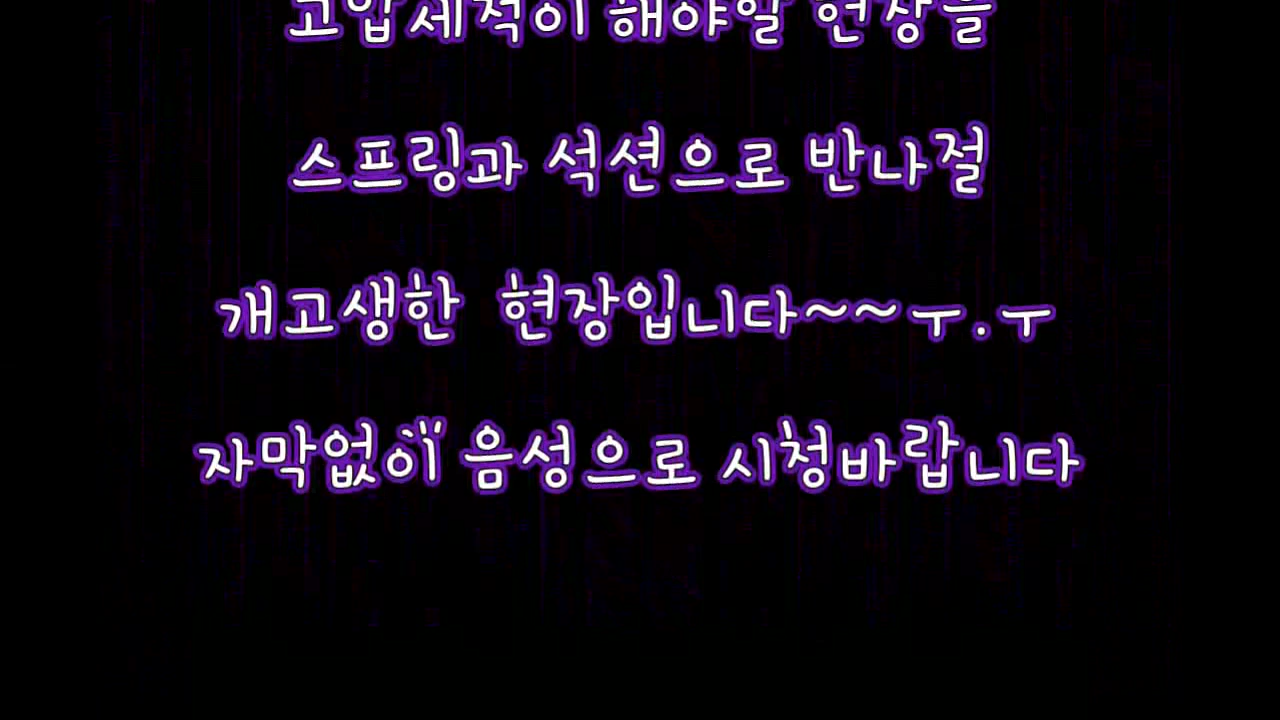 고압세척이 해야할 현장을
스프링과 석션으로 반나절
개고생한 현장입니다~~ㅜ.ㅜ
자막없이 음성으로 시청바랍니다